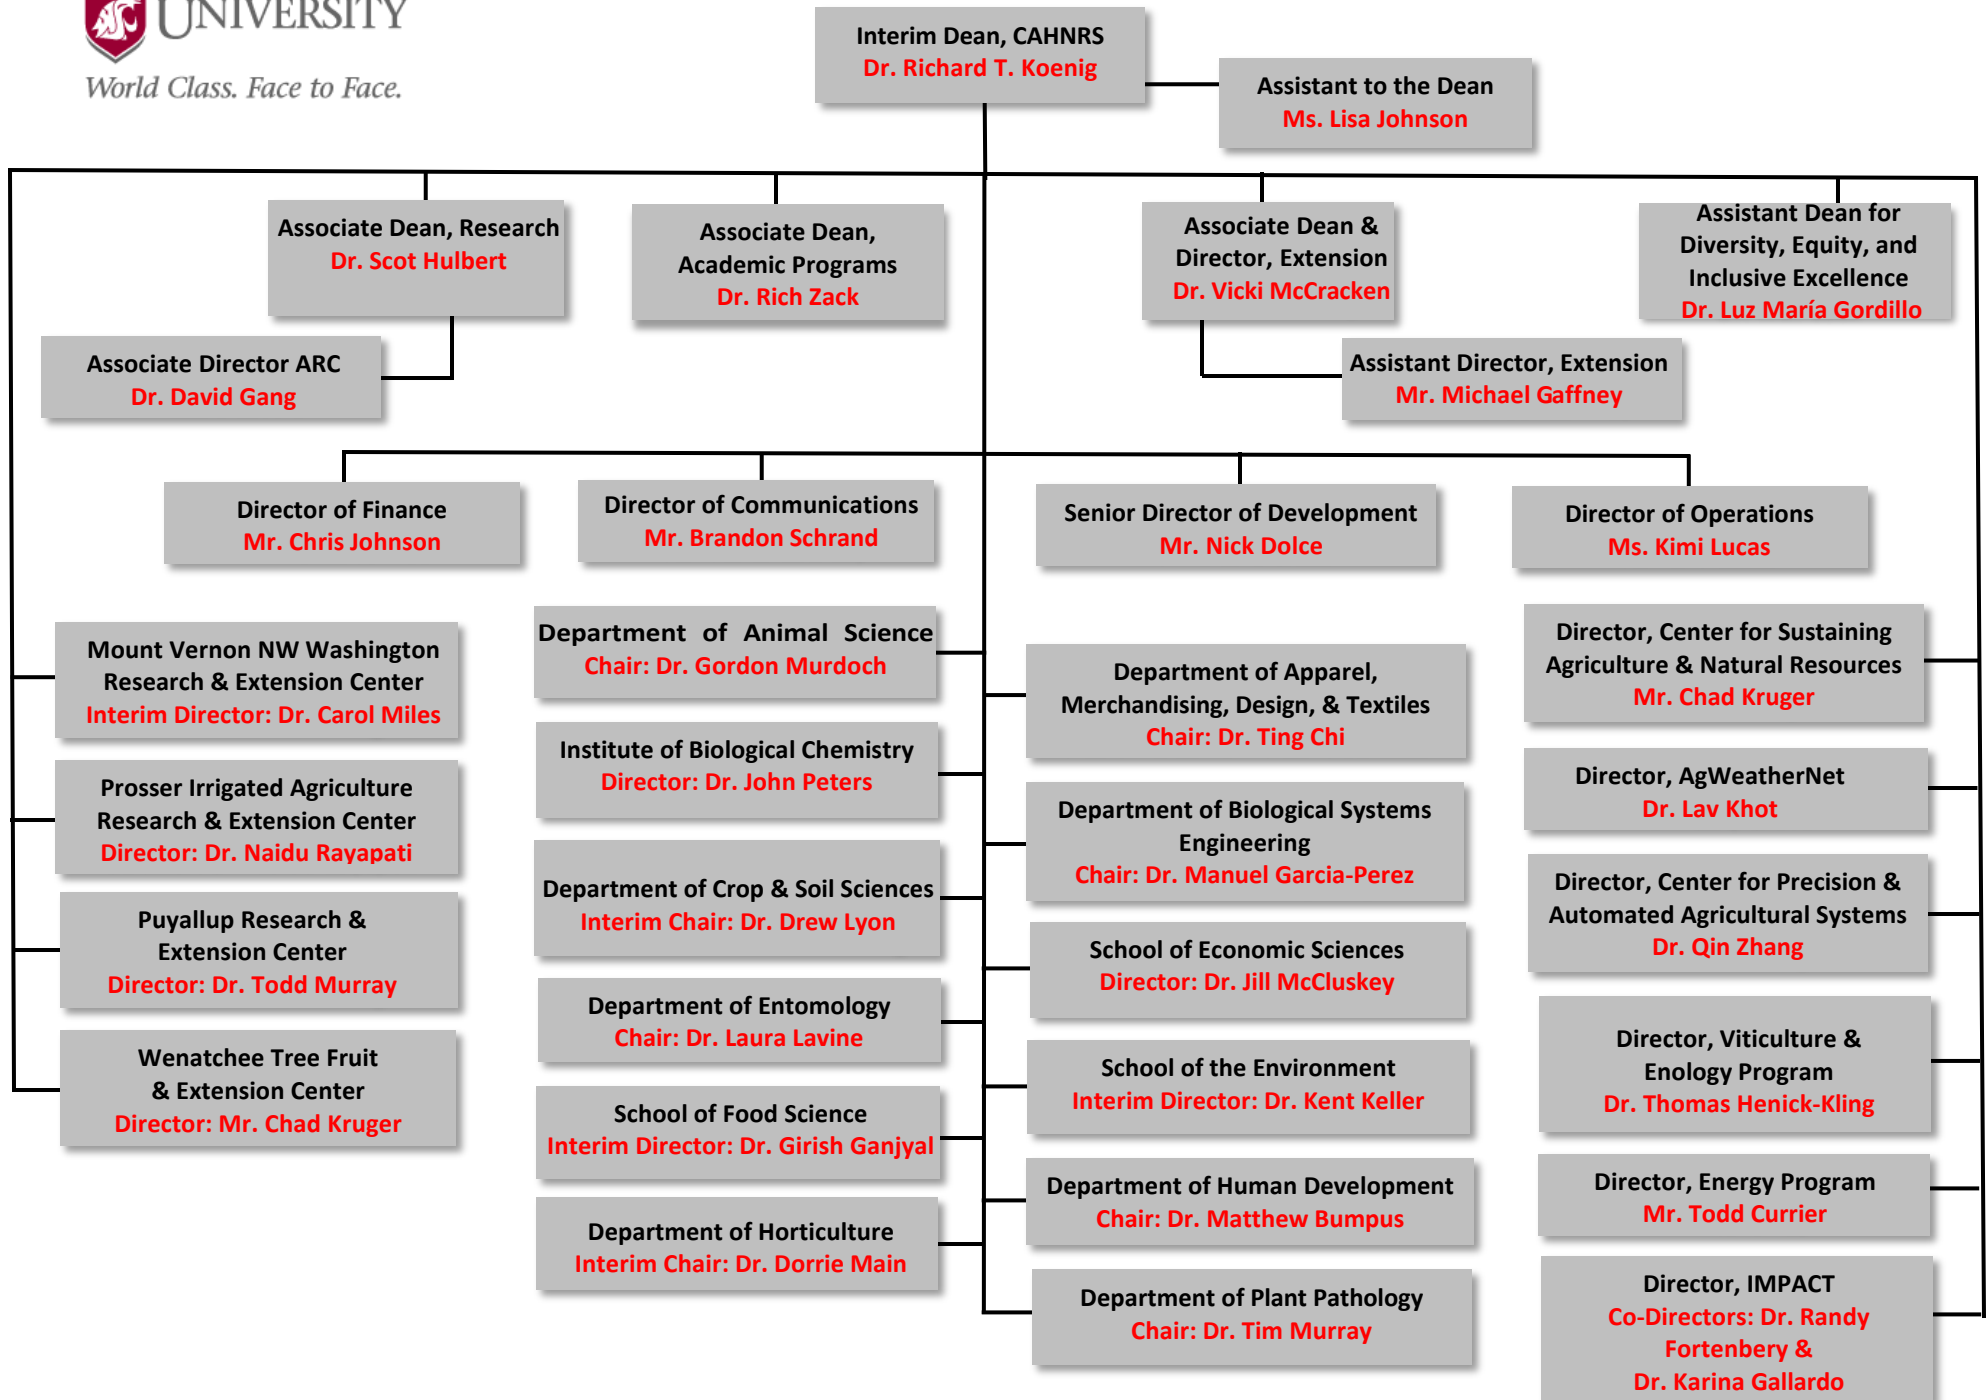 UNIVERSITY
World Class. Face to Face.
Interim Dean, CAHNRS
Dr. Richard T. Koenig
Assistant to the Dean
Ms. Lisa Johnson
Associate Dean, Research
Dr. Scot Hulbert
Associate Dean,
Academic Programs
Dr. Rich Zack
Associate Dean &
Director, Extension
Dr. Vicki McCracken
Assistant Dean for
Diversity, Equity, and
Inclusive Excellence
Dr. Luz María Gordillo
Associate Director ARC
Dr. David Gang
Assistant Director, Extension
Mr. Michael Gaffney
Director of Finance
Mr. Chris Johnson
Director of Communications
Mr. Brandon Schrand
Senior Director of Development
Mr. Nick Dolce
Director of Operations
Ms. Kimi Lucas
Mount Vernon NW Washington
Research & Extension Center
Interim Director: Dr. Carol Miles
Prosser Irrigated Agriculture
Research & Extension Center
Director: Dr. Naidu Rayapati
Puyallup Research &
Extension Center
Director: Dr. Todd Murray
Wenatchee Tree Fruit
& Extension Center
Director: Mr. Chad Kruger
Department of Animal Science
Chair: Dr. Gordon Murdoch
Institute of Biological Chemistry
Director: Dr. John Peters
Department of Crop & Soil Sciences
Interim Chair: Dr. Drew Lyon
Department of Entomology
Chair: Dr. Laura Lavine
School of Food Science
Interim Director: Dr. Girish Ganjyal
Department of Horticulture
Interim Chair: Dr. Dorrie Main
Department of Apparel,
Merchandising, Design, & Textiles
Chair: Dr. Ting Chi
Department of Biological Systems
Engineering
Chair: Dr. Manuel Garcia-Perez
School of Economic Sciences
Director: Dr. Jill McCluskey
School of the Environment
Interim Director: Dr. Kent Keller
Department of Human Development
Chair: Dr. Matthew Bumpus
Department of Plant Pathology
Chair: Dr. Tim Murray
Director, Center for Sustaining
Agriculture & Natural Resources
Mr. Chad Kruger
Director, AgWeatherNet
Dr. Lav Khot
Director, Center for Precision &
Automated Agricultural Systems
Dr. Qin Zhang
Director, Viticulture &
Enology Program
Dr. Thomas Henick-Kling
Director, Energy Program
Mr. Todd Currier
Director, IMPACT
Co-Directors: Dr. Randy
Fortenbery &
Dr. Karina Gallardo